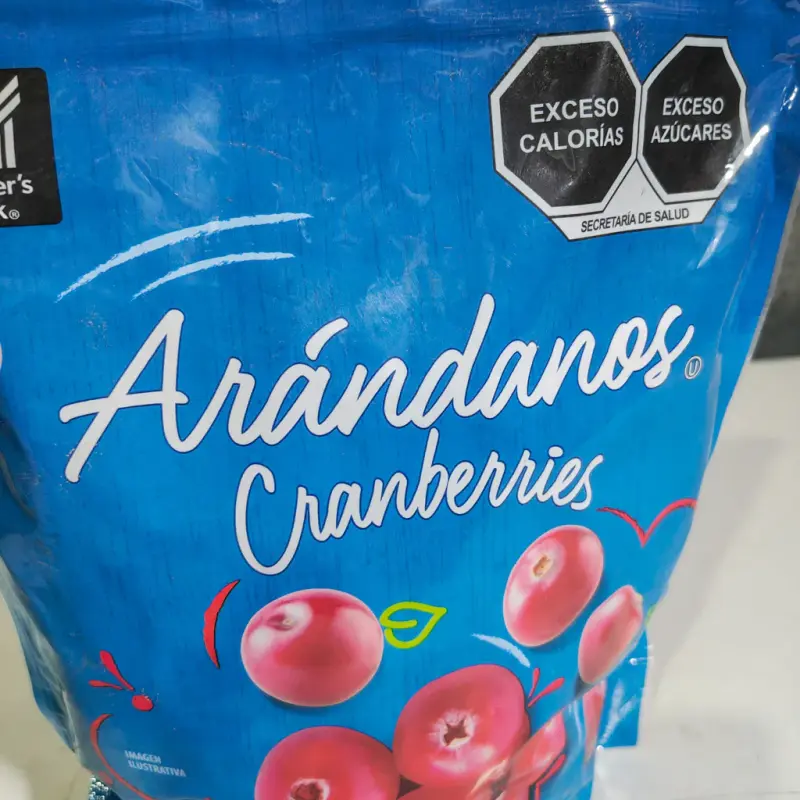 EXCESO
CALORÍAS
EXCESO
AZÚCARES
SECRETARÍA DE SALUD
Arándanos
U
Cranberries
IMAGEN
ILUSTRATIVA